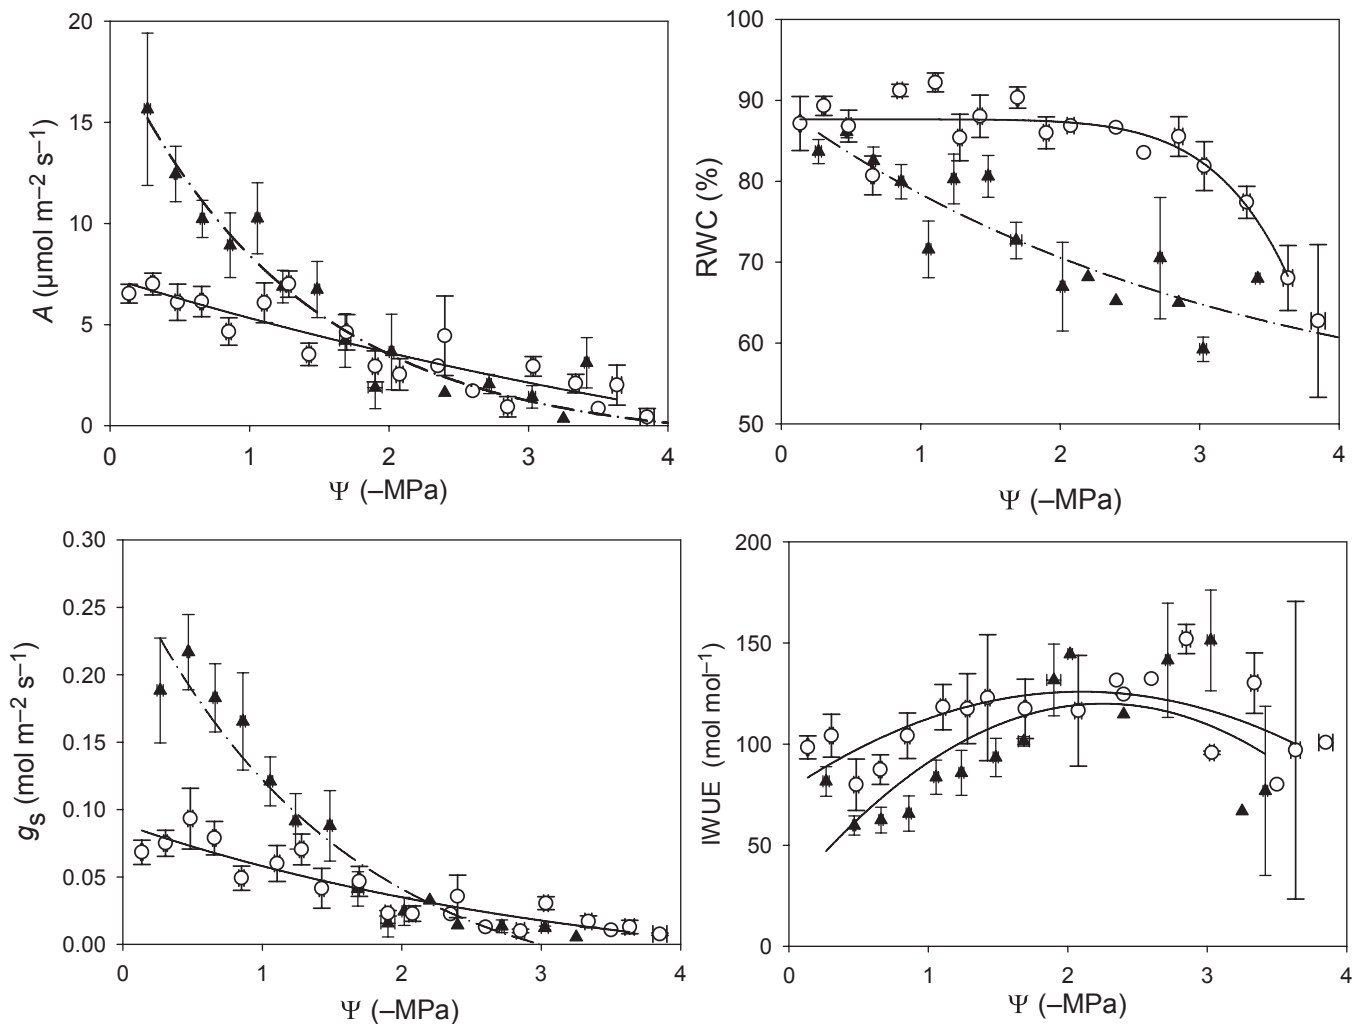 20
15
10
5
0
A (μmol m–2 s–1)
0 1 2 3 4
Ψ (–MPa)
100
90
80
70
60
50
RWC (%)
0 1 2 3 4
Ψ (–MPa)
0.30
0.25
0.20
0.15
0.10
0.05
0.00
gs (mol m–2 s–1)
0 1 2 3 4
Ψ (–MPa)
200
150
100
50
0
IWUE (mol mol–1)
0 1 2 3 4
Ψ (–MPa)